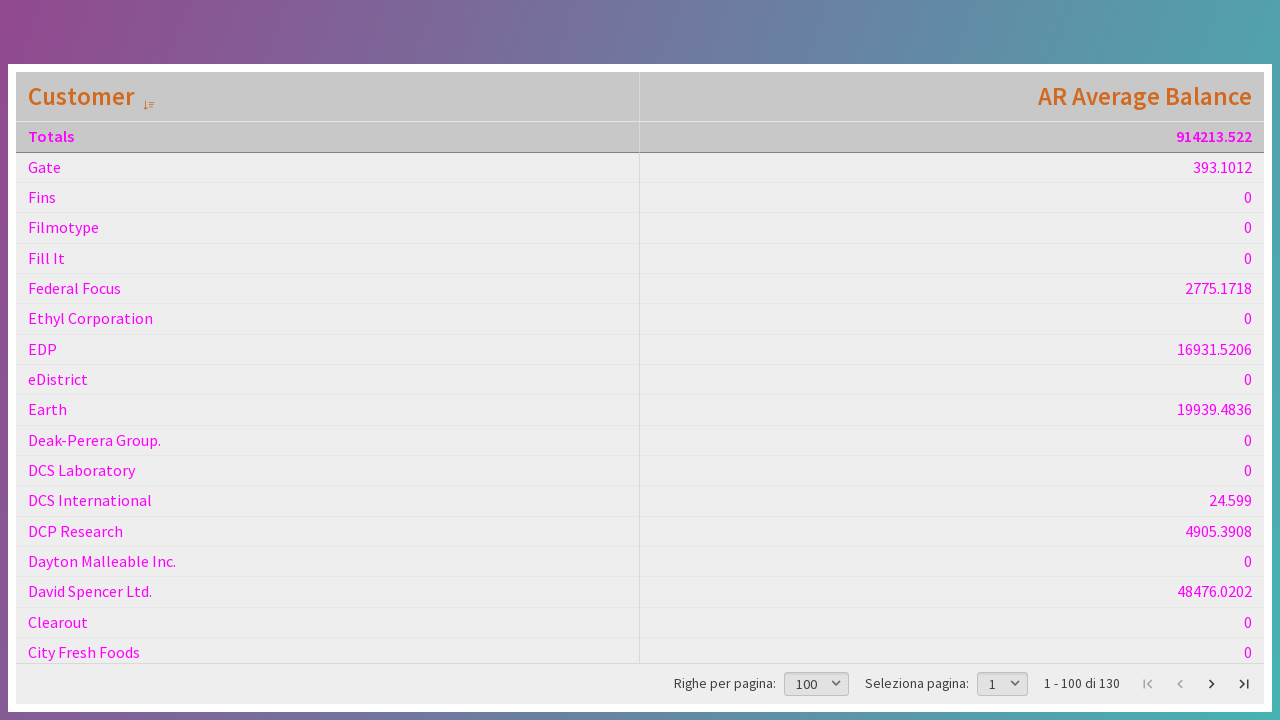 Customer AR Average Balance
Totals 914213.522
Gate 393.1012
Fins 0
Filmotype 0
Fill It 0
Federal Focus 2775.1718
Ethyl Corporation 0
EDP 16931.5206
eDistrict 0
Earth 19939.4836
Deak-Perera Group. 0
DCS Laboratory 0
DCS International 24.599
DCP Research 4905.3908
Dayton Malleable Inc. 0
David Spencer Ltd. 48476.0202
Clearout 0
City Fresh Foods 0
Righe per pagina: 100 Seleziona pagina: 1 1 - 100 di 130